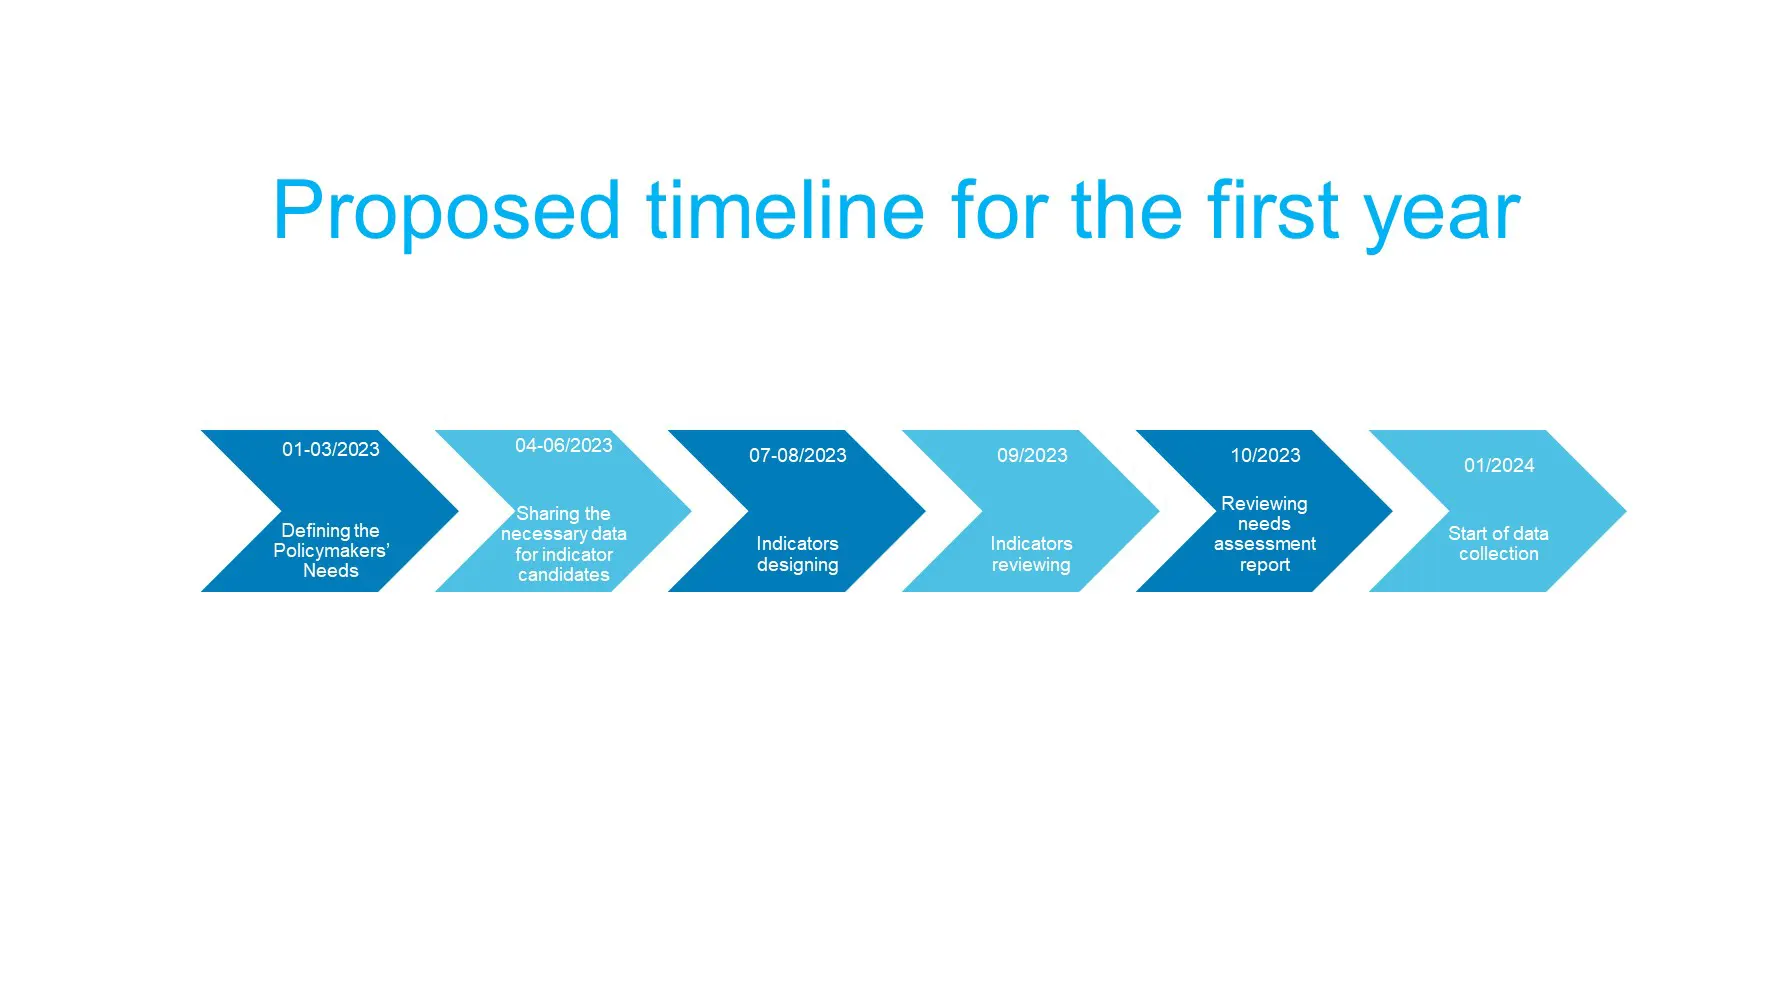 Proposed timeline for the first year
01-03/2023
Defining the
Policymakers’
Needs
04-06/2023
Sharing the
necessary data
for indicator
candidates
07-08/2023
Indicators
designing
09/2023
Indicators
reviewing
10/2023
Reviewing
needs
assessment
report
01/2024
Start of data
collection